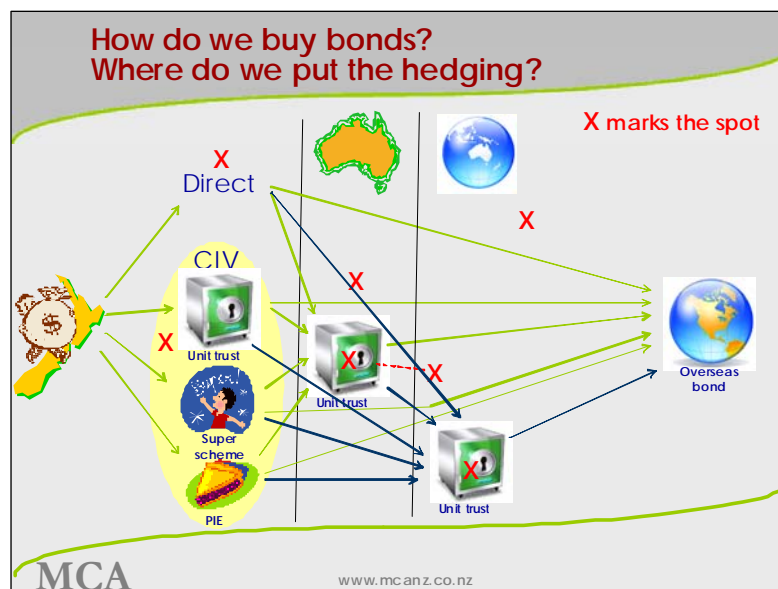 How do we buy bonds?
Where do we put the hedging?
X marks the spot
X
Direct
X
CIV
X
X
Unit trust
X
X
Unit trust
Overseas
bond
Super
scheme
X
Unit trust
PIE
MCA
www.mcanz.co.nz